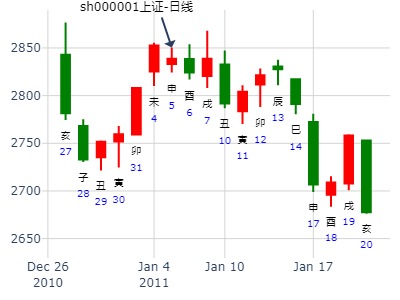 sh000001上证-日线
2850
2800
2750
2700
2650
亥
27
子
28
丑
29
寅
30
卯
31
未
4
申
5
酉
6
戌
7
丑
10
寅
11
卯
12
辰
13
巳
14
申
17
酉
18
戌
19
亥
20
Dec 26
2010
Jan 4
2011
Jan 10
Jan 17